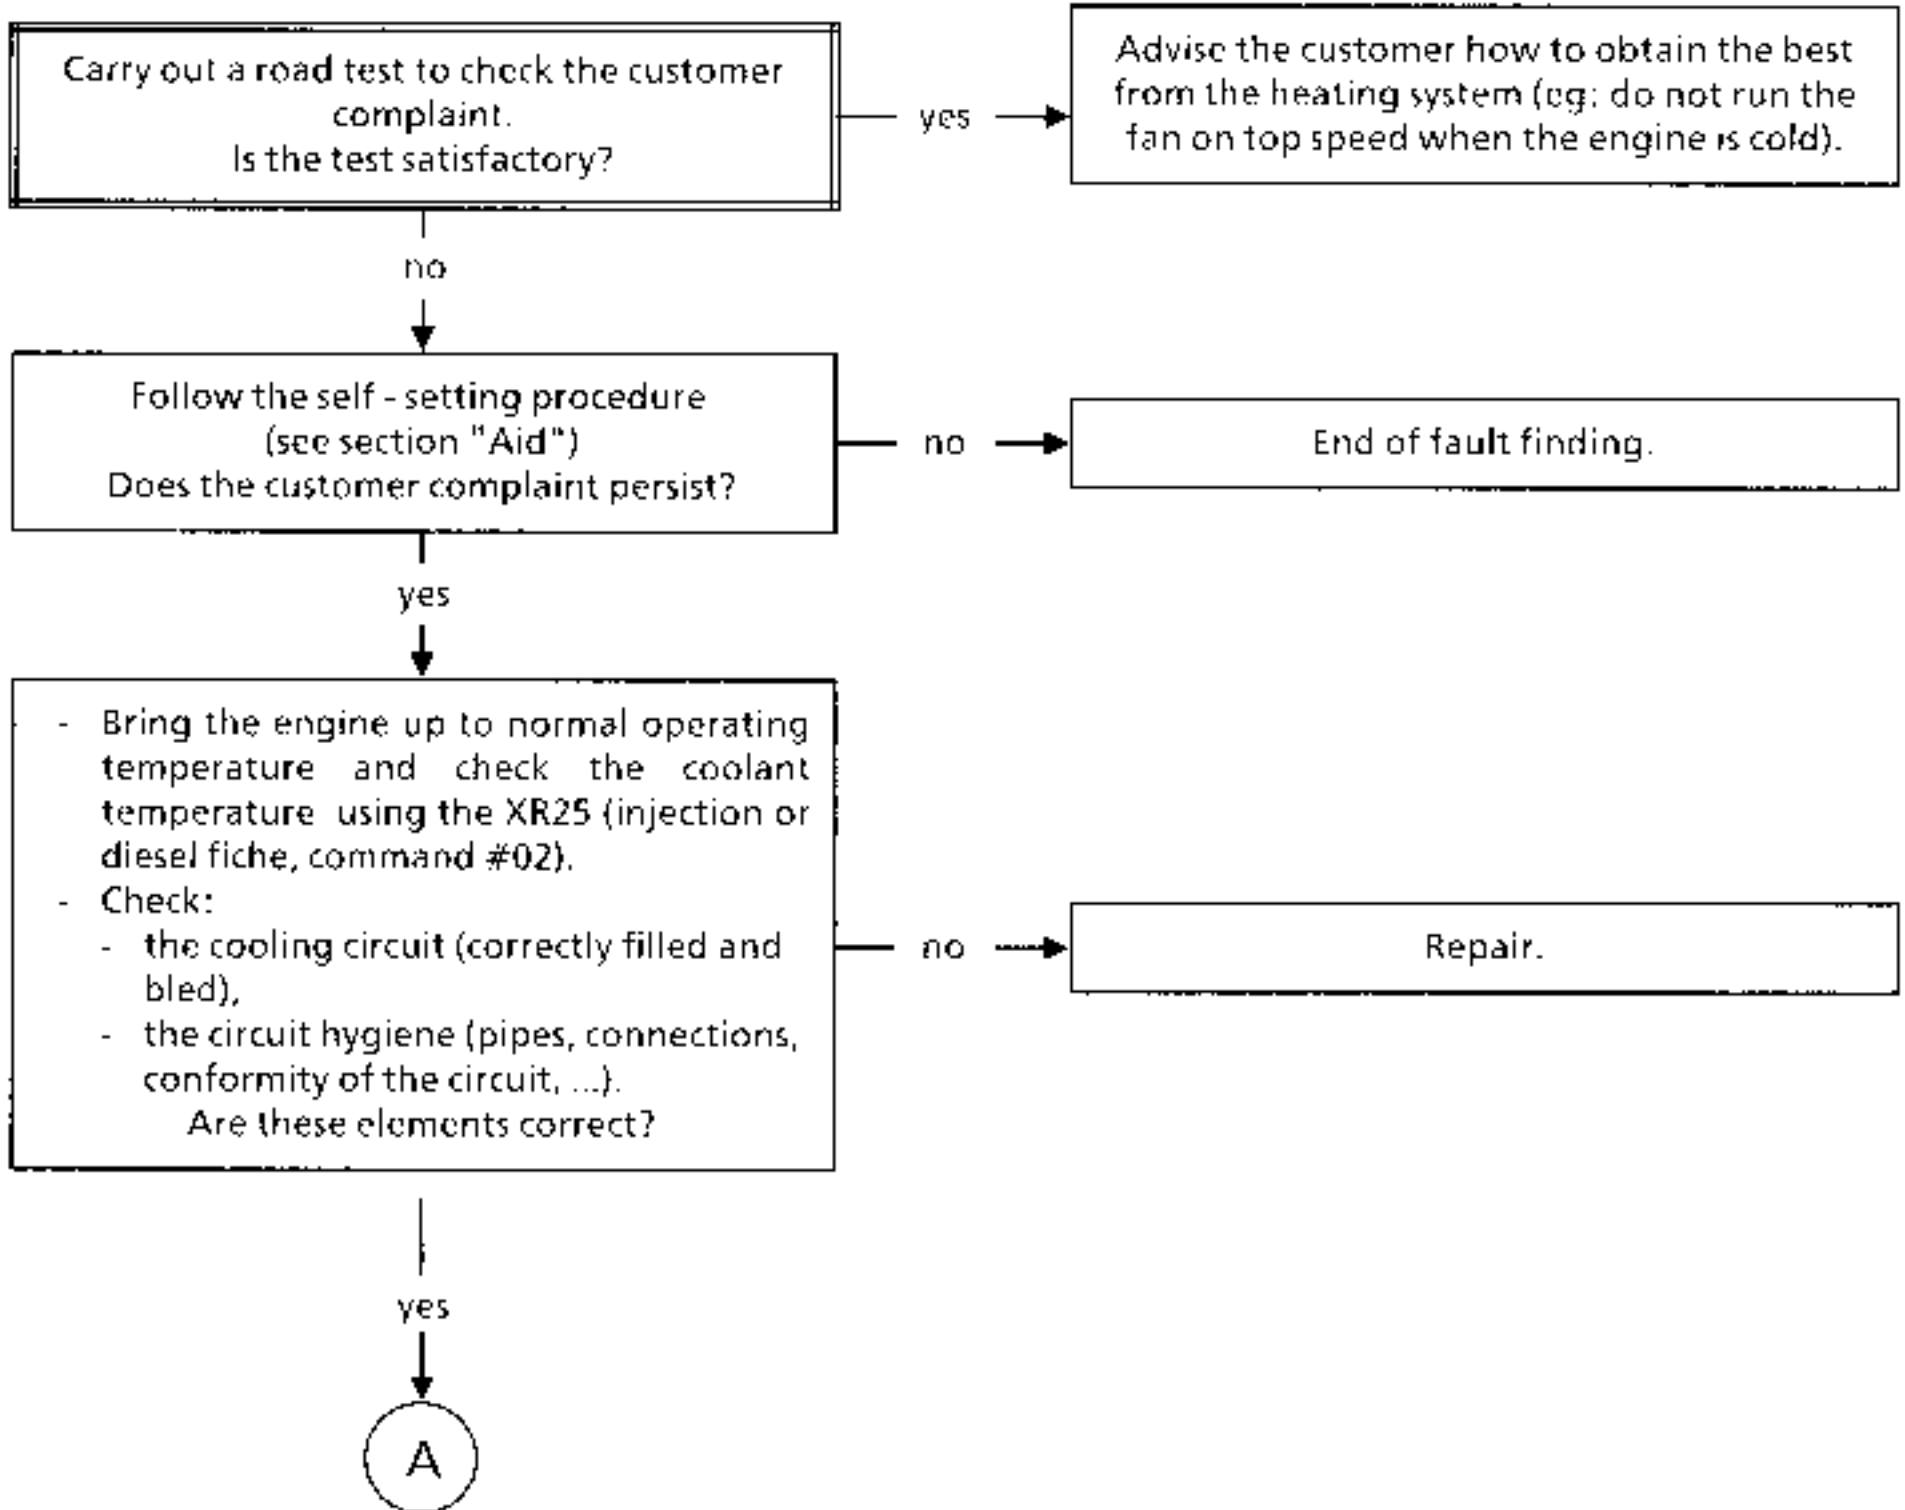 Carry out a road test to check the customer
complaint.
Is the test satisfactory?
yes
Advise the customer how to obtain the best
from the heating system (eg: do not run the
fan on top speed when the engine is cold).
no
Follow the self - setting procedure
(see section "Aid")
Does the customer complaint persist?
no
End of fault finding.
yes
- Bring the engine up to normal operating
temperature and check the coolant
temperature using the XR25 (injection or
diesel fiche, command #02).
- Check:
- the cooling circuit (correctly filled and
bled),
- the circuit hygiene (pipes, connections,
conformity of the circuit, ...).
Are these elements correct?
no
Repair.
yes
A